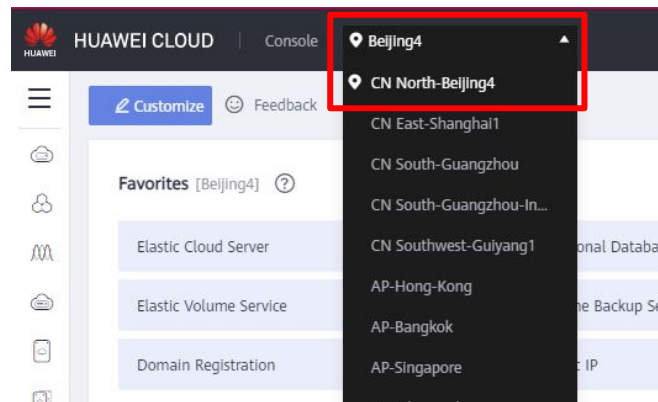 HUAWEI
HUAWEI CLOUD
Console
Beijing4
CN North-Beijing4
CN East-Shanghai1
CN South-Guangzhou
CN South-Guangzhou-In...
CN Southwest-Guiyang1
AP-Hong-Kong
AP-Bangkok
AP-Singapore
Customize
Feedback
Favorites [Beijing4] ?
Elastic Cloud Server
onal Databa
Elastic Volume Service
ne Backup Se
Domain Registration
IP